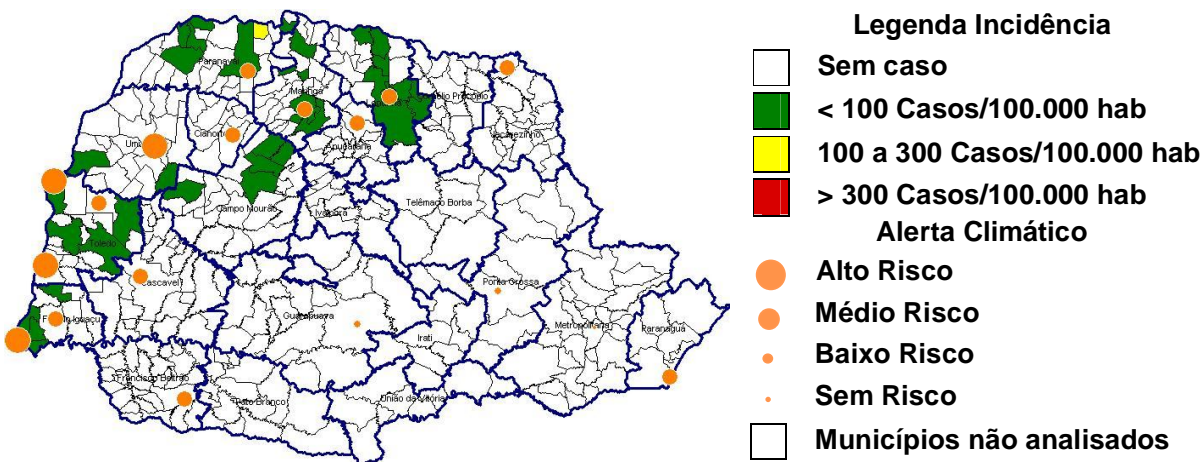 Legenda Incidência
Sem caso
< 100 Casos/100.000 hab
100 a 300 Casos/100.000 hab
> 300 Casos/100.000 hab
Alerta Climático
Alto Risco
Médio Risco
Baixo Risco
Sem Risco
Municípios não analisados
Paranavaí
Maringá
Cianorte
Apucarana
Campo Mourão
Ivaiporã
Telêmaco Borba
Toledo
Cascavel
Ponta Grossa
Guarapuava
Metropolitana
Paranaguá
Irati
Francisco Beltrão
Pato Branco
União da Vitória